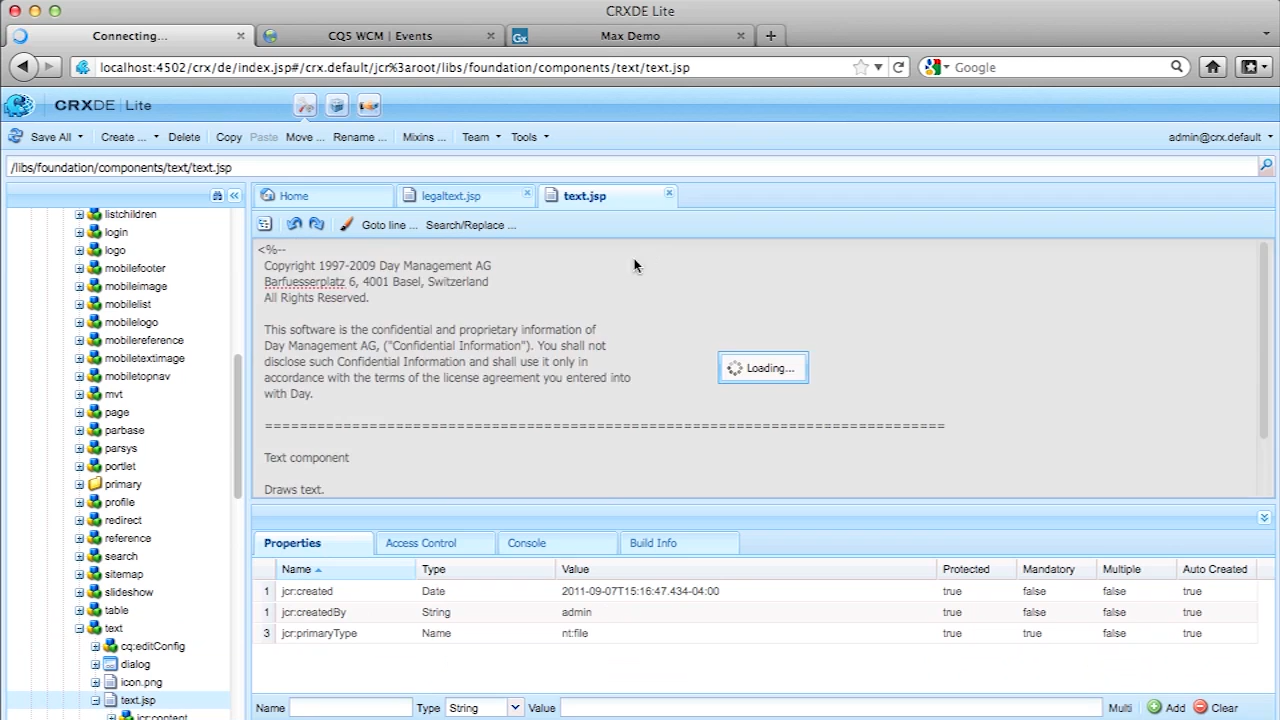 CRXDE Lite
Connecting...
CQ5 WCM | Events
Gx Max Demo
localhost:4502/crx/de/index.jsp#/crx.default/jcr%3aroot/libs/foundation/components/text/text.jsp
Google
CRXDE | Lite
Save All Create ... Delete Copy Paste Move ... Rename ... Mixins ... Team Tools admin@crx.default
/libs/foundation/components/text/text.jsp
Home legaltext.jsp text.jsp
Goto line ... Search/Replace ...
listchildren
login
logo
mobilefooter
mobileimage
mobilelist
mobilelogo
mobilereference
mobiletextimage
mobiletopnav
mvt
page
parbase
parsys
portlet
primary
profile
redirect
reference
search
sitemap
slideshow
table
text
cq:editConfig
dialog
icon.png
text.jsp
jcr:content
<%--
Copyright 1997-2009 Day Management AG
Barfuesserplatz 6, 4001 Basel, Switzerland
All Rights Reserved.
This software is the confidential and proprietary information of
Day Management AG, ("Confidential Information"). You shall not
disclose such Confidential Information and shall use it only in
accordance with the terms of the license agreement you entered into
with Day.
==============================================================================
Text component
Draws text.
Loading...
Properties Access Control Console Build Info
Name Type Value Protected Mandatory Multiple Auto Created
1 jcr:created Date 2011-09-07T15:16:47.434-04:00 true false false true
1 jcr:createdBy String admin true false false true
3 jcr:primaryType Name nt:file true true false true
Name Type String Value Multi Add Clear